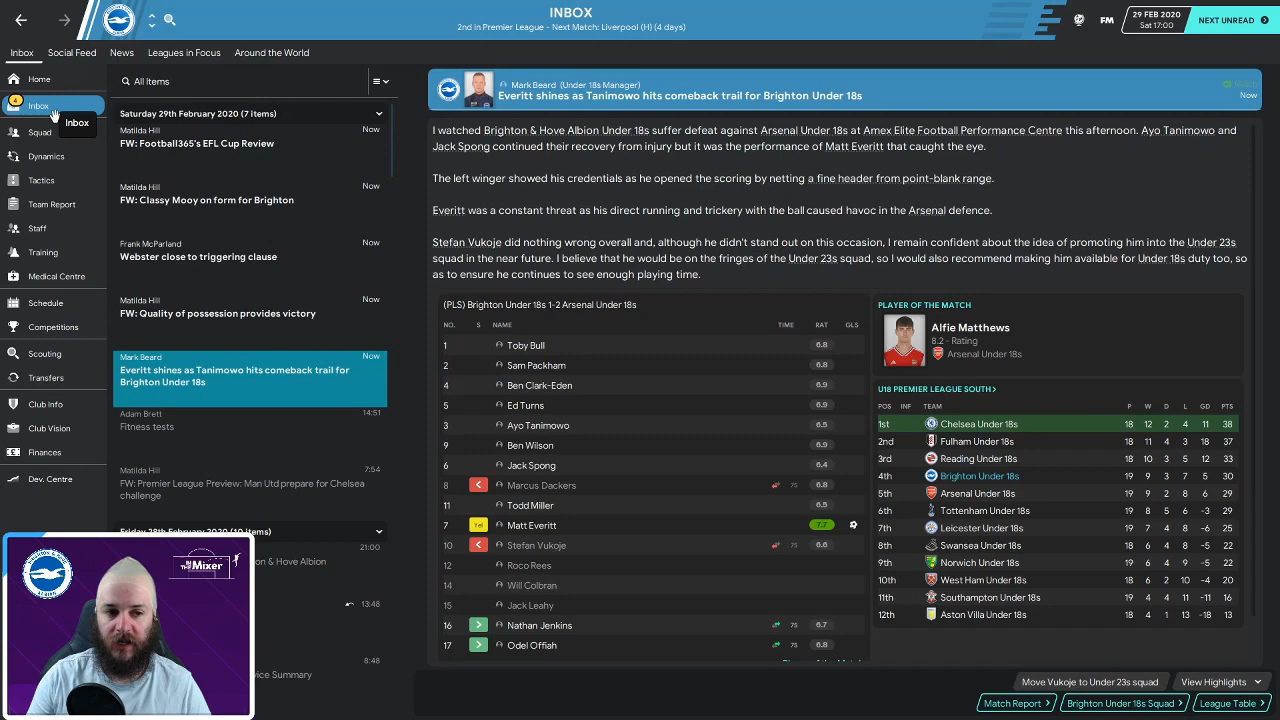 INBOX
2nd in Premier League - Next Match: Liverpool (H) (4 days)
FM
29 FEB 2020
Sat 17:00
NEXT UNREAD
Inbox
Social Feed
News
Leagues in Focus
Around the World
Home
4
Inbox
Inbox
Squad
Dynamics
Tactics
Team Report
Staff
Training
Medical Centre
Schedule
Competitions
Scouting
Transfers
Club Info
Club Vision
Finances
Dev. Centre
All Items
Saturday 29th February 2020 (7 items)
Matilda Hill Now
FW: Football365's EFL Cup Review
Matilda Hill Now
FW: Classy Mooy on form for Brighton
Frank McParland Now
Webster close to triggering clause
Matilda Hill Now
FW: Quality of possession provides victory
Mark Beard Now
Everitt shines as Tanimowo hits comeback trail for
Brighton Under 18s
Adam Brett 14:51
Fitness tests
Matilda Hill 7:54
FW: Premier League Preview: Man Utd prepare for Chelsea
challenge
Friday 28th February 2020 (10 items)
21:00
n & Hove Albion
13:48
8:48
vice Summary
In The Mixer
Mark Beard (Under 18s Manager)
Everitt shines as Tanimowo hits comeback trail for Brighton Under 18s
Now
I watched Brighton & Hove Albion Under 18s suffer defeat against Arsenal Under 18s at Amex Elite Football Performance Centre this afternoon. Ayo Tanimowo and
Jack Spong continued their recovery from injury but it was the performance of Matt Everitt that caught the eye.
The left winger showed his credentials as he opened the scoring by netting a fine header from point-blank range.
Everitt was a constant threat as his direct running and trickery with the ball caused havoc in the Arsenal defence.
Stefan Vukoje did nothing wrong overall and, although he didn't stand out on this occasion, I remain confident about the idea of promoting him into the Under 23s
squad in the near future. I believe that he would be on the fringes of the Under 23s squad, so I would also recommend making him available for Under 18s duty too, so
as to ensure he continues to see enough playing time.
(PLS) Brighton Under 18s 1-2 Arsenal Under 18s
NO. S NAME TIME RAT GLS
1 Toby Bull 6.8
2 Sam Packham 6.8
4 Ben Clark-Eden 6.9
5 Ed Turns 6.9
3 Ayo Tanimowo 6.5
9 Ben Wilson 6.9
6 Jack Spong 6.4
8 Marcus Dackers 75 6.8
11 Todd Miller 6.5
7 Yel Matt Everitt 7.7
10 Stefan Vukoje 75 6.6
12 Roco Rees
14 Will Colbran
15 Jack Leahy
16 Nathan Jenkins 75 6.7
17 Odel Offiah 75 6.8
PLAYER OF THE MATCH
Alfie Matthews
8.2 - Rating
Arsenal Under 18s
U18 PREMIER LEAGUE SOUTH
POS INF TEAM P W D L GD PTS
1st Chelsea Under 18s 18 12 2 4 11 38
2nd Fulham Under 18s 18 11 4 3 18 37
3rd Reading Under 18s 18 10 3 5 12 33
4th Brighton Under 18s 19 9 3 7 5 30
5th Arsenal Under 18s 19 9 2 8 6 29
6th Tottenham Under 18s 19 8 5 6 -3 29
7th Leicester Under 18s 19 7 4 8 -6 25
8th Swansea Under 18s 18 6 4 8 -5 22
9th Norwich Under 18s 19 6 4 9 -5 22
10th West Ham Under 18s 18 6 2 10 -4 20
11th Southampton Under 18s 19 4 4 11 -11 16
12th Aston Villa Under 18s 18 4 1 13 -18 13
Move Vukoje to Under 23s squad
View Highlights
Match Report
Brighton Under 18s Squad
League Table